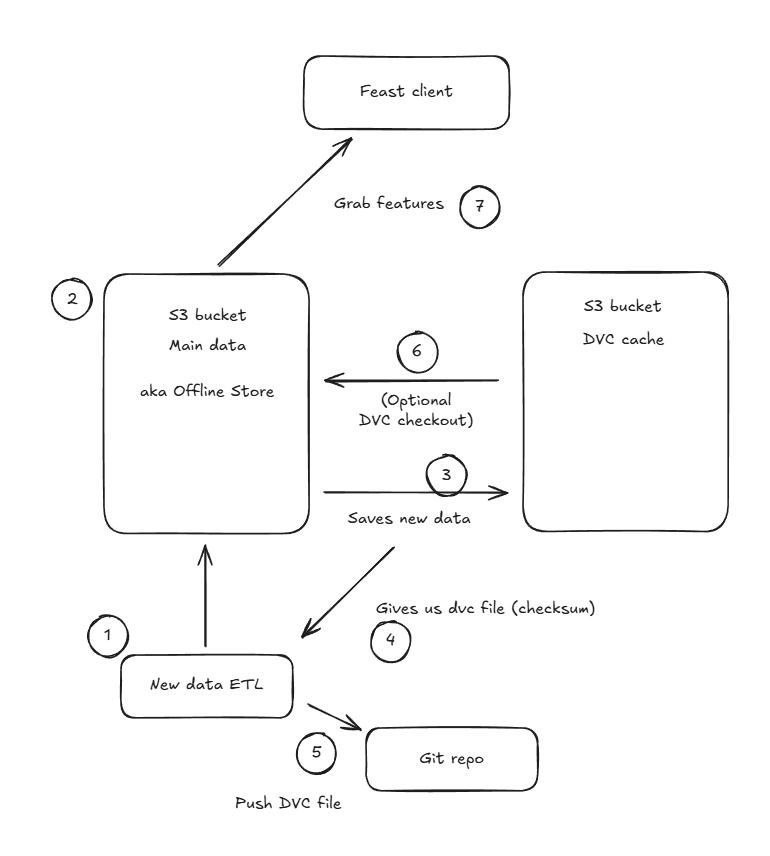 Feast client
Grab features
7
2
S3 bucket
Main data
aka Offline Store
S3 bucket
DVC cache
6
(Optional
DVC checkout)
3
Saves new data
Gives us dvc file (checksum)
4
1
New data ETL
5
Git repo
Push DVC file